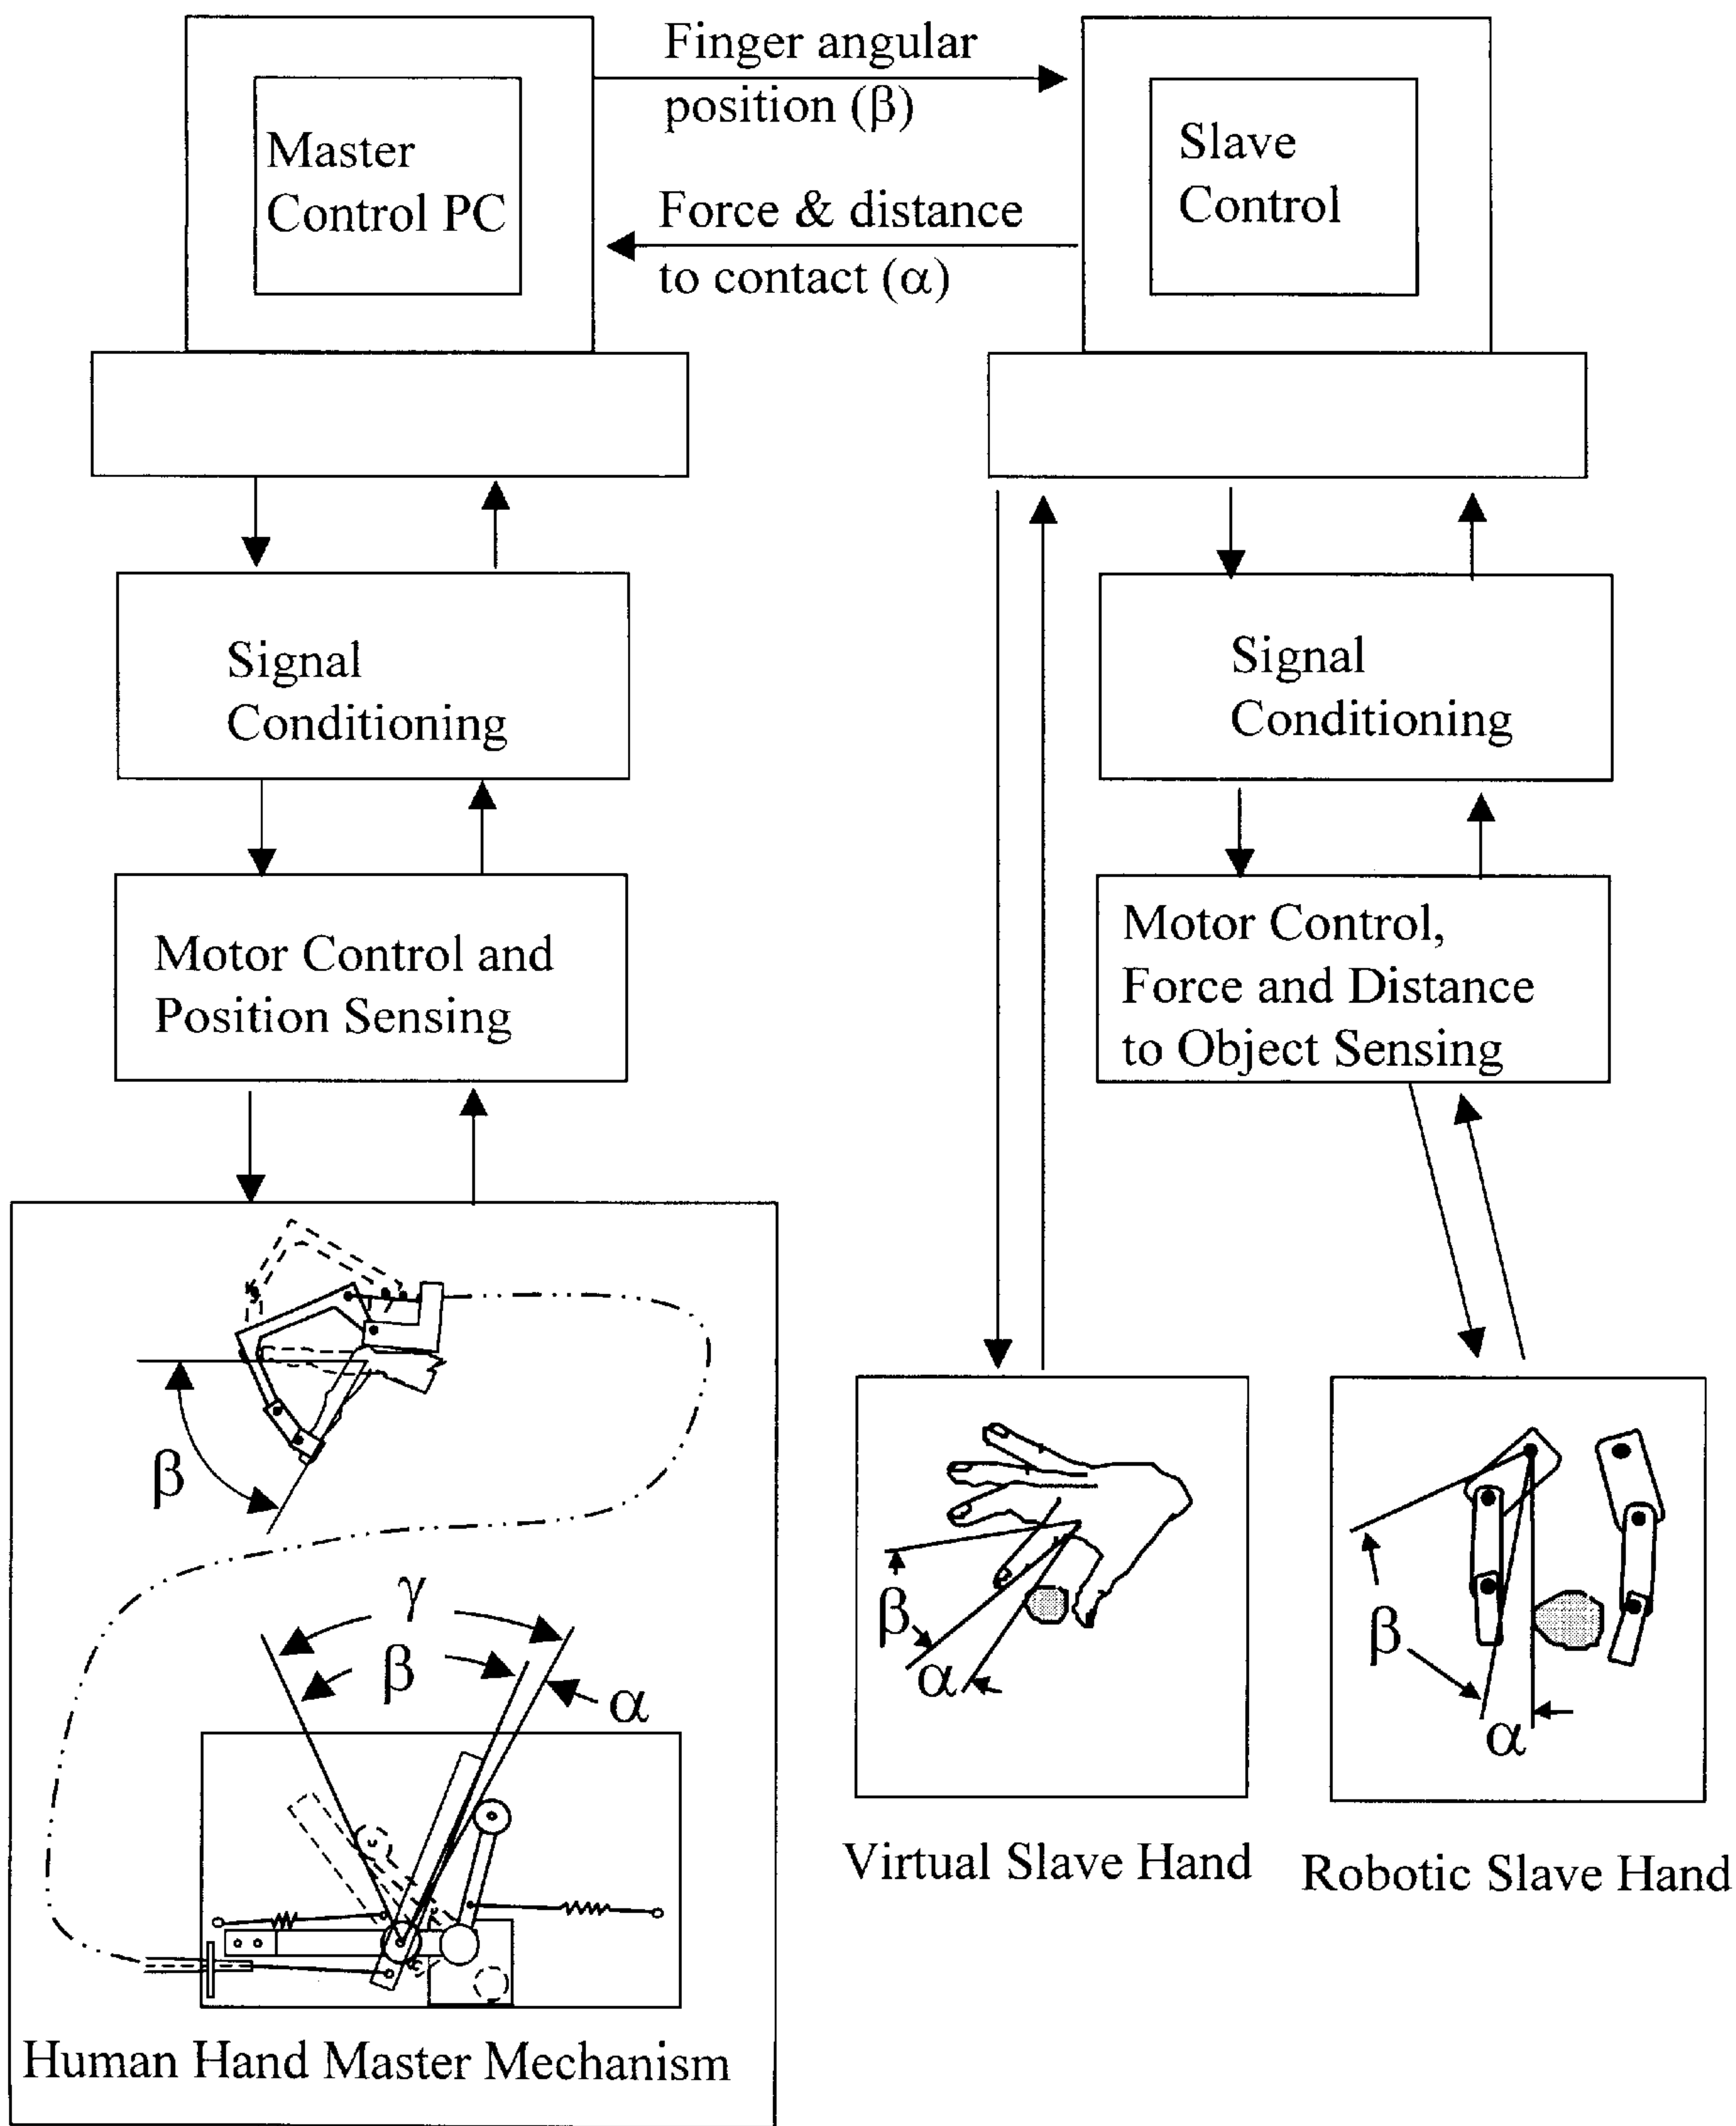 Finger angular
position (β)
Master
Control PC
Force & distance
to contact (α)
Slave
Control
Signal
Conditioning
Signal
Conditioning
Motor Control and
Position Sensing
Motor Control,
Force and Distance
to Object Sensing
β
γ
β
α
Human Hand Master Mechanism
β
α
Virtual Slave Hand
β
α
Robotic Slave Hand